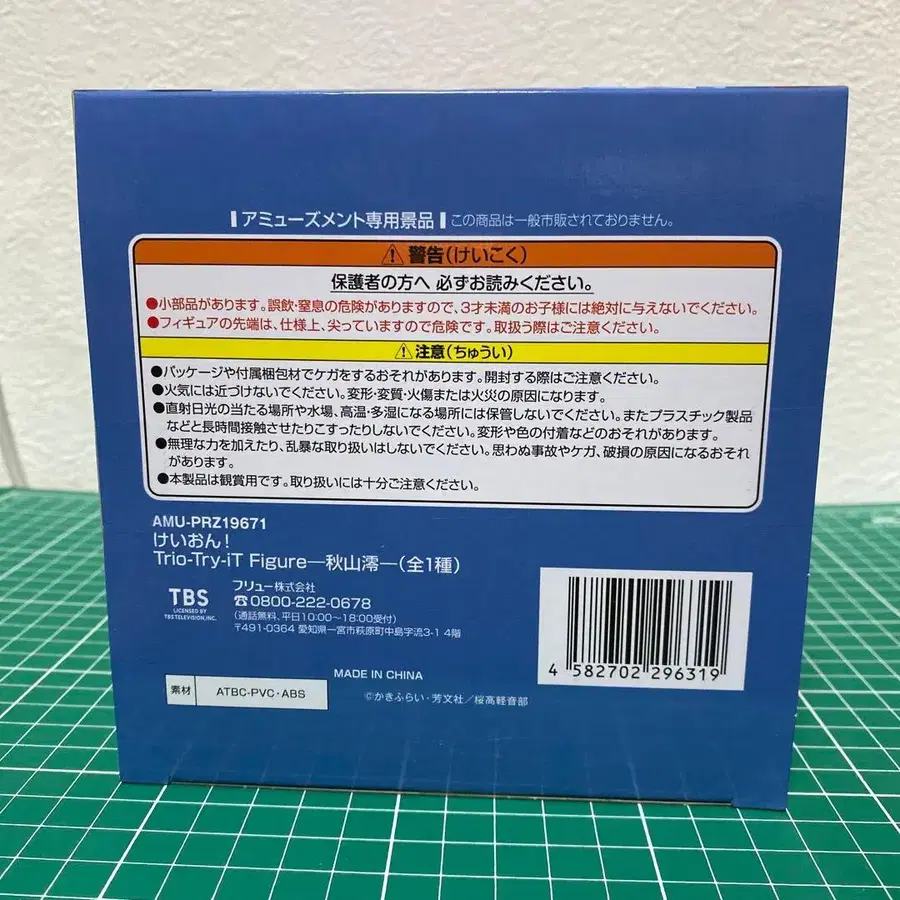 アミューズメント専用景品 この商品は一般市販されておりません。
警告(けいこく)
保護者の方へ 必ずお読みください。
●小部品があります。誤飲・窒息の危険がありますので、3才未満のお子様には絶対に与えないでください。
●フィギュアの先端は、仕様上、尖っていますので危険です。取扱う際はご注意ください。
注意(ちゅうい)
●パッケージや付属梱包材でケガをするおそれがあります。開封する際はご注意ください。
●火気には近づけないでください。変形・変質・火傷または火災の原因になります。
●直射日光の当たる場所や水場、高温・多湿になる場所には保管しないでください。またプラスチック製品
などと長時間接触させたりこすったりしないでください。変形や色の付着などのおそれがあります。
●無理な力を加えたり、乱暴な取り扱いはしないでください。思わぬ事故やケガ、破損の原因になるおそれ
があります。
●本製品は観賞用です。取り扱いには十分ご注意ください。
AMU-PRZ19671
けいおん!
Trio-Try-iT Figure―秋山澪―(全1種)
TBS
LICENSED BY
TBS TELEVISION, INC.
フリュー株式会社
☎0800-222-0678
(通話無料、平日10:00〜18:00受付)
〒491-0364 愛知県一宮市萩原町中島字流3-1 4階
MADE IN CHINA
素材 ATBC-PVC・ABS
©かきふらい・芳文社/桜高軽音部
4 582702 296319